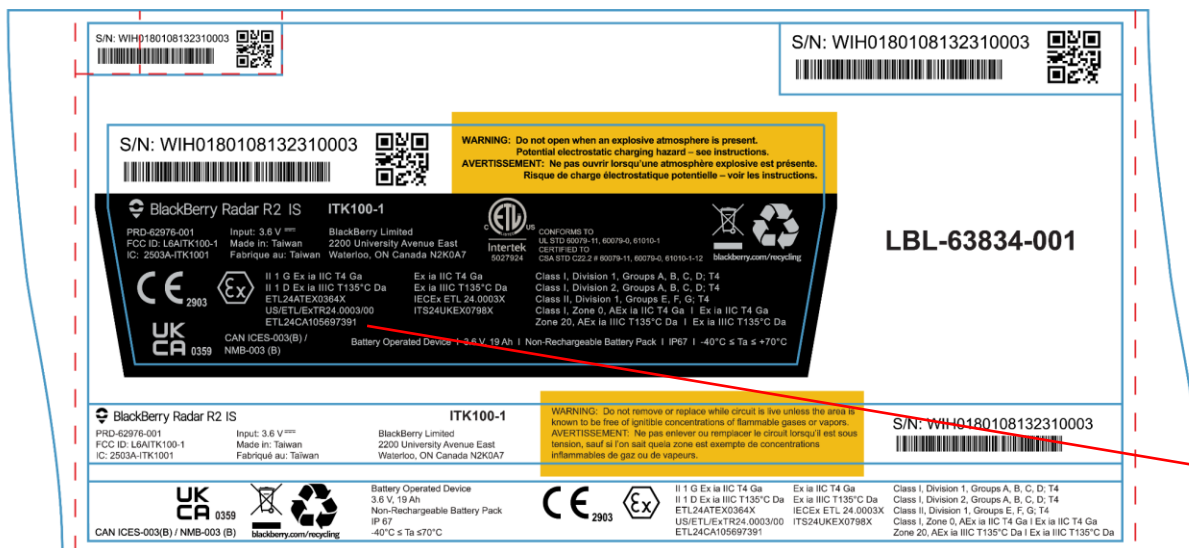 S/N: WIH0180108132310003
S/N: WIH0180108132310003
S/N: WIH0180108132310003
WARNING: Do not open when an explosive atmosphere is present.
Potential electrostatic charging hazard – see instructions.
AVERTISSEMENT: Ne pas ouvrir lorsqu'une atmosphère explosive est présente.
Risque de charge électrostatique potentielle – voir les instructions.
BlackBerry Radar R2 IS ITK100-1
PRD-62976-001 Input: 3.6 V BlackBerry Limited
FCC ID: L6AITK100-1 Made in: Taiwan 2200 University Avenue East
IC: 2503A-ITK1001 Fabrique au: Taiwan Waterloo, ON Canada N2K0A7
C ETL US
Intertek
5027924
CONFORMS TO
UL STD 60079-11, 60079-0, 61010-1
CERTIFIED TO
CSA STD C22.2 # 60079-11, 60079-0, 61010-1-12
blackberry.com/recycling
LBL-63834-001
CE 2903
Ex
II 1 G Ex ia IIC T4 Ga
II 1 D Ex ia IIIC T135°C Da
ETL24ATEX0364X
US/ETL/ExTR24.0003/00
ETL24CA105697391
Ex ia IIC T4 Ga
Ex ia IIIC T135°C Da
IECEx ETL 24.0003X
ITS24UKEX0798X
Class I, Division 1, Groups A, B, C, D; T4
Class I, Division 2, Groups A, B, C, D; T4
Class II, Division 1, Groups E, F, G; T4
Class I, Zone 0, AEx ia IIC T4 Ga I Ex ia IIC T4 Ga
Zone 20, AEx ia IIIC T135°C Da I Ex ia IIIC T135°C Da
UK
CA 0359
CAN ICES-003(B) /
NMB-003 (B)
Battery Operated Device I 3.6 V, 19 Ah I Non-Rechargeable Battery Pack I IP67 I -40°C ≤ Ta ≤ +70°C
BlackBerry Radar R2 IS ITK100-1
PRD-62976-001 Input: 3.6 V BlackBerry Limited
FCC ID: L6AITK100-1 Made in: Taiwan 2200 University Avenue East
IC: 2503A-ITK1001 Fabriqué au: Taïwan Waterloo, ON Canada N2K0A7
WARNING: Do not remove or replace while circuit is live unless the area is
known to be free of ignitible concentrations of flammable gases or vapors.
AVERTISSEMENT: Ne pas enlever ou remplacer le circuit lorsqu'il est sous
tension, sauf si l'on sait quela zone est exempte de concentrations
inflammables de gaz ou de vapeurs.
S/N: WIH0180108132310003
UK
CA 0359
CAN ICES-003(B) / NMB-003 (B)
blackberry.com/recycling
Battery Operated Device
3.6 V, 19 Ah
Non-Rechargeable Battery Pack
IP 67
-40°C ≤ Ta ≤70°C
CE 2903
Ex
II 1 G Ex ia IIC T4 Ga
II 1 D Ex ia IIIC T135°C Da
ETL24ATEX0364X
US/ETL/ExTR24.0003/00
ETL24CA105697391
Ex ia IIC T4 Ga
Ex ia IIIC T135°C Da
IECEx ETL 24.0003X
ITS24UKEX0798X
Class I, Division 1, Groups A, B, C, D; T4
Class I, Division 2, Groups A, B, C, D; T4
Class II, Division 1, Groups E, F, G; T4
Class I, Zone 0, AEx ia IIC T4 Ga I Ex ia IIC T4 Ga
Zone 20, AEx ia IIIC T135°C Da I Ex ia IIIC T135°C Da